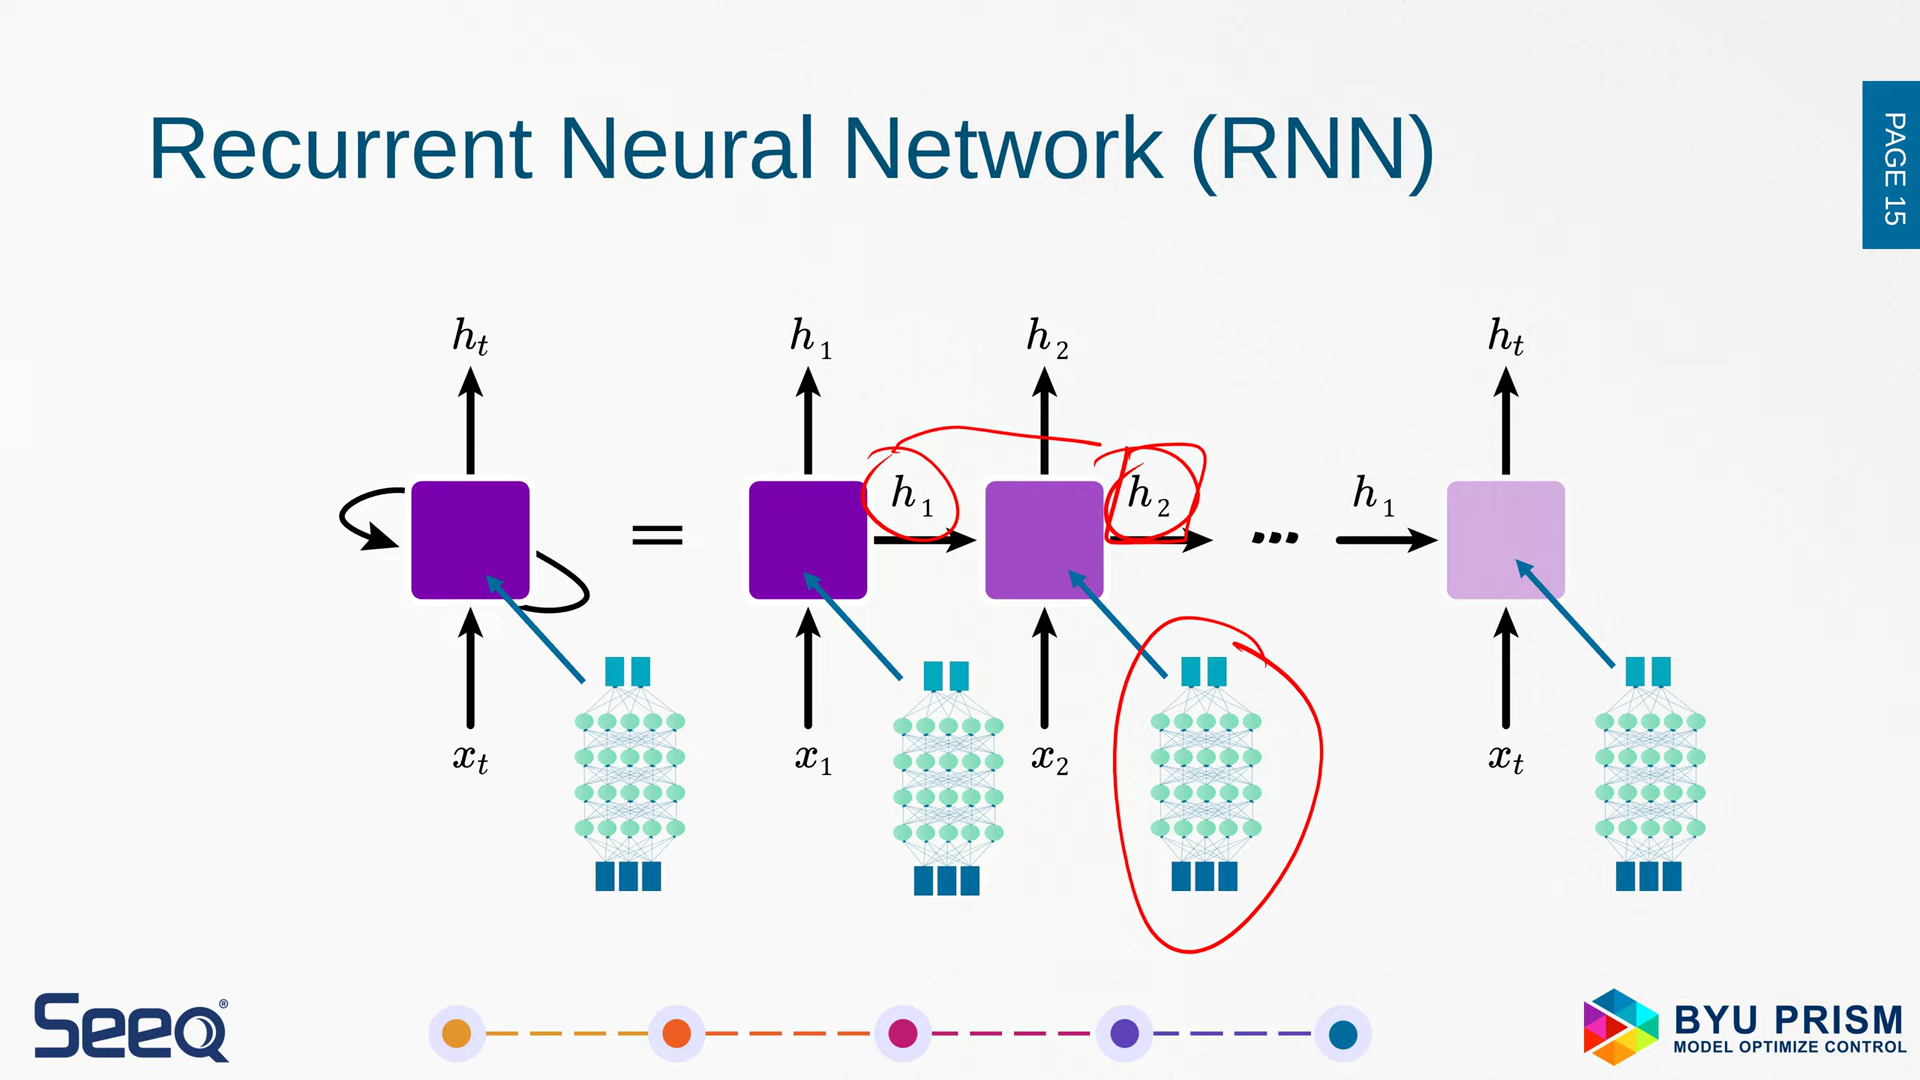 Recurrent Neural Network (RNN)
PAGE 15
hₜ
h₁
h₂
hₜ
h₁
h₂
h₁
=
...
xₜ
x₁
x₂
xₜ
Seeq®
BYU PRISM
MODEL OPTIMIZE CONTROL